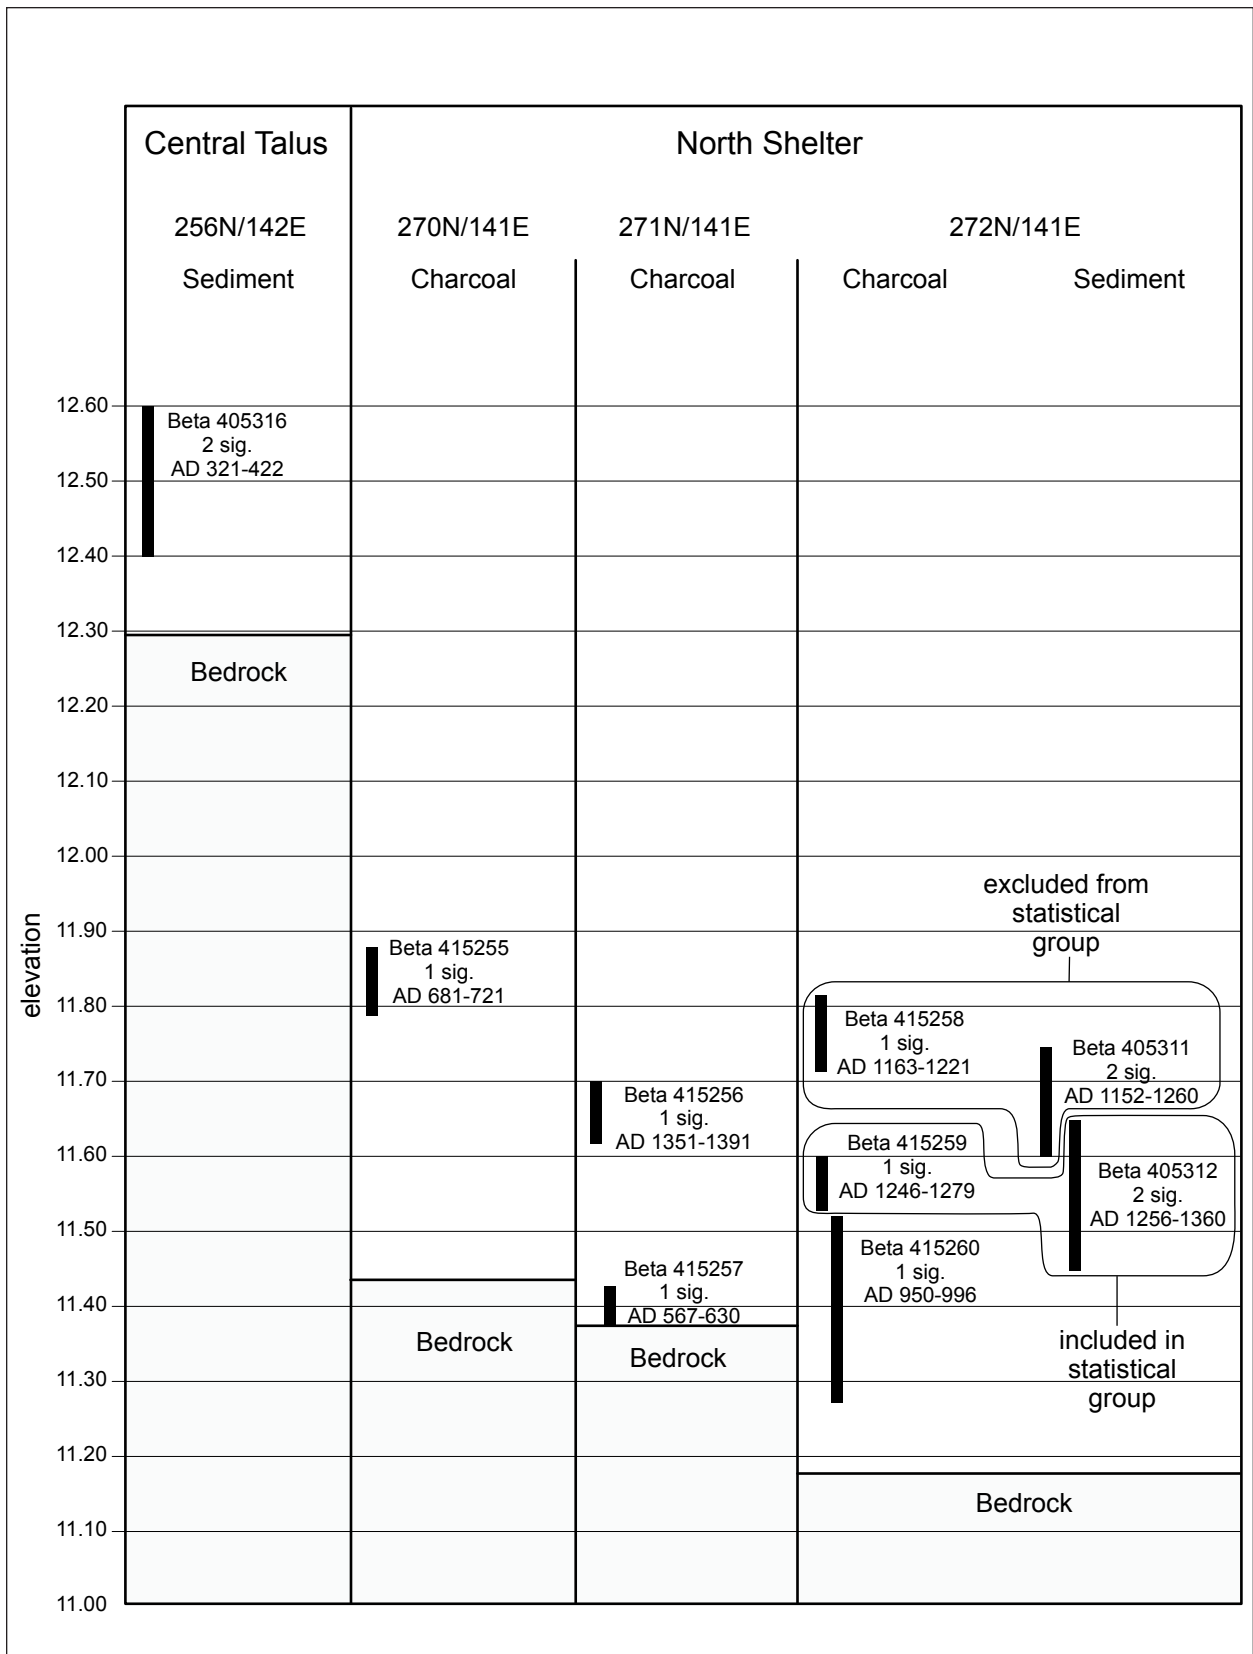 Central Talus
North Shelter
256N/142E
270N/141E
271N/141E
272N/141E
Sediment
Charcoal
Charcoal
Charcoal
Sediment
elevation
12.60
12.50
12.40
12.30
12.20
12.10
12.00
11.90
11.80
11.70
11.60
11.50
11.40
11.30
11.20
11.10
11.00
Beta 405316
2 sig.
AD 321-422
Bedrock
Beta 415255
1 sig.
AD 681-721
Bedrock
Beta 415256
1 sig.
AD 1351-1391
Beta 415257
1 sig.
AD 567-630
Bedrock
excluded from
statistical
group
Beta 415258
1 sig.
AD 1163-1221
Beta 405311
2 sig.
AD 1152-1260
Beta 415259
1 sig.
AD 1246-1279
Beta 405312
2 sig.
AD 1256-1360
Beta 415260
1 sig.
AD 950-996
included in
statistical
group
Bedrock